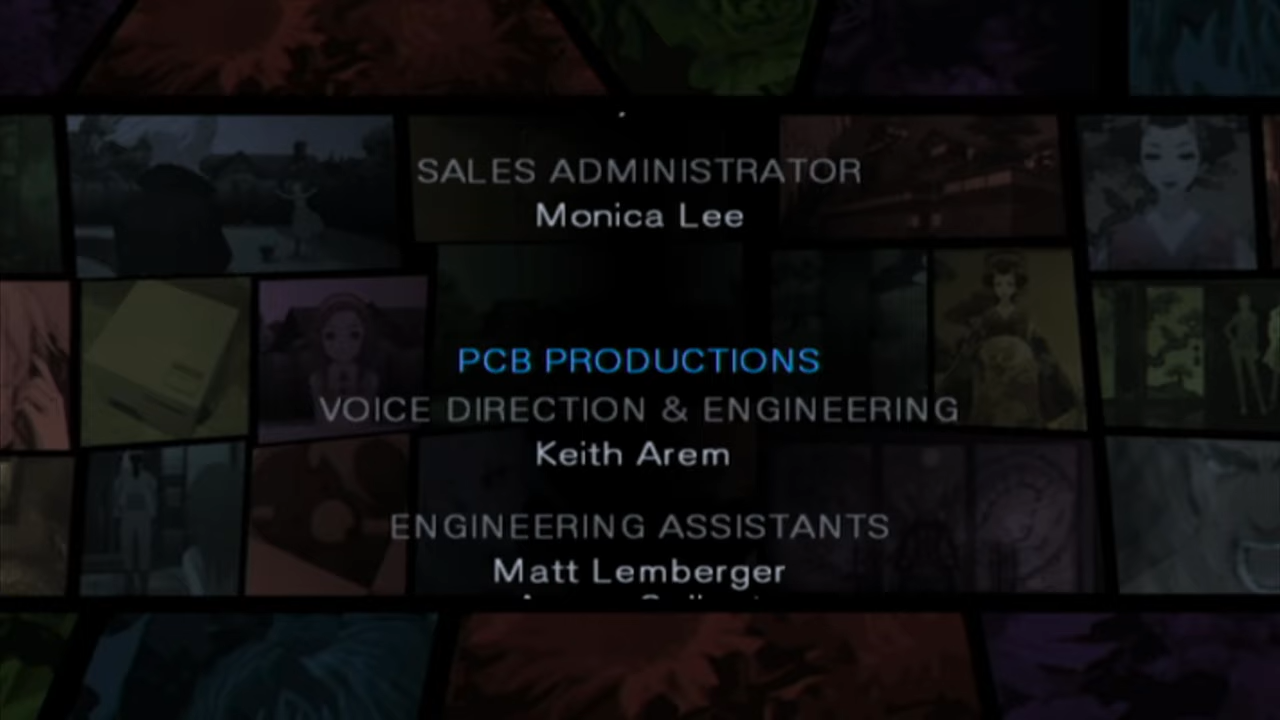 SALES ADMINISTRATOR
Monica Lee
PCB PRODUCTIONS
VOICE DIRECTION & ENGINEERING
Keith Arem
ENGINEERING ASSISTANTS
Matt Lemberger